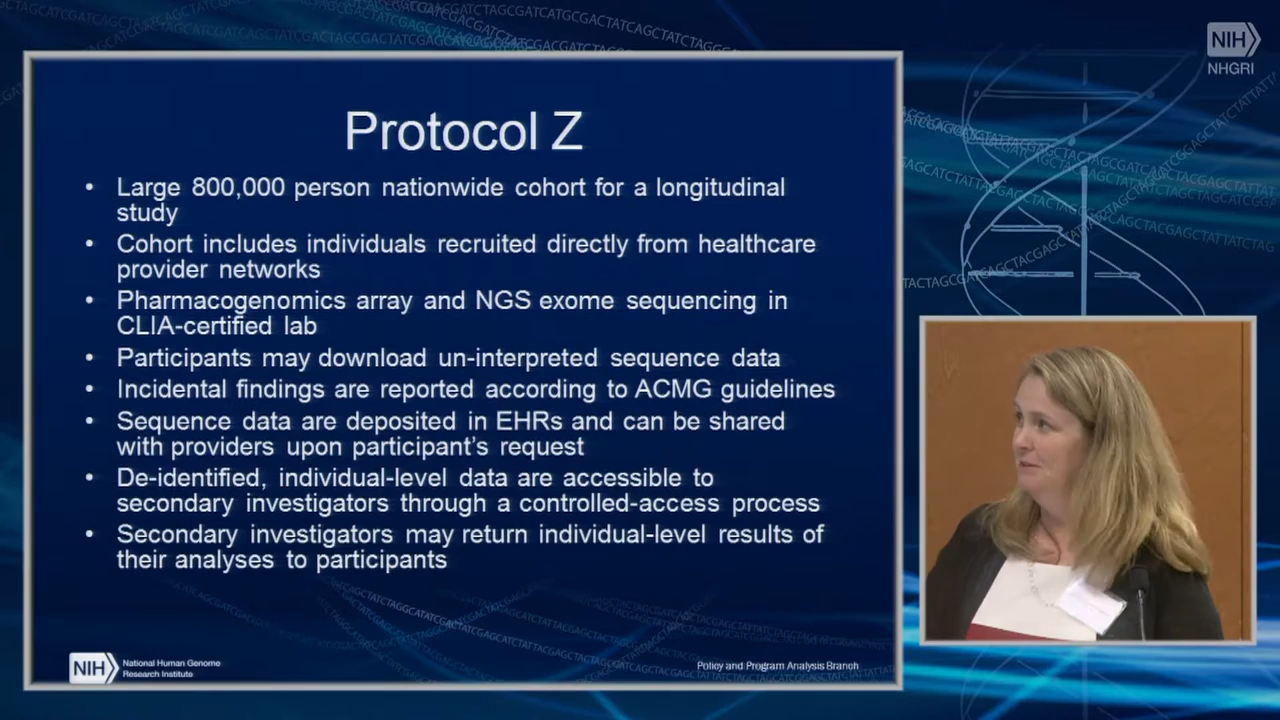 NIH
NHGRI
Protocol Z
• Large 800,000 person nationwide cohort for a longitudinal
study
• Cohort includes individuals recruited directly from healthcare
provider networks
• Pharmacogenomics array and NGS exome sequencing in
CLIA-certified lab
• Participants may download un-interpreted sequence data
• Incidental findings are reported according to ACMG guidelines
• Sequence data are deposited in EHRs and can be shared
with providers upon participant's request
• De-identified, individual-level data are accessible to
secondary investigators through a controlled-access process
• Secondary investigators may return individual-level results of
their analyses to participants
NIH
National Human Genome
Research Institute
Policy and Program Analysis Branch